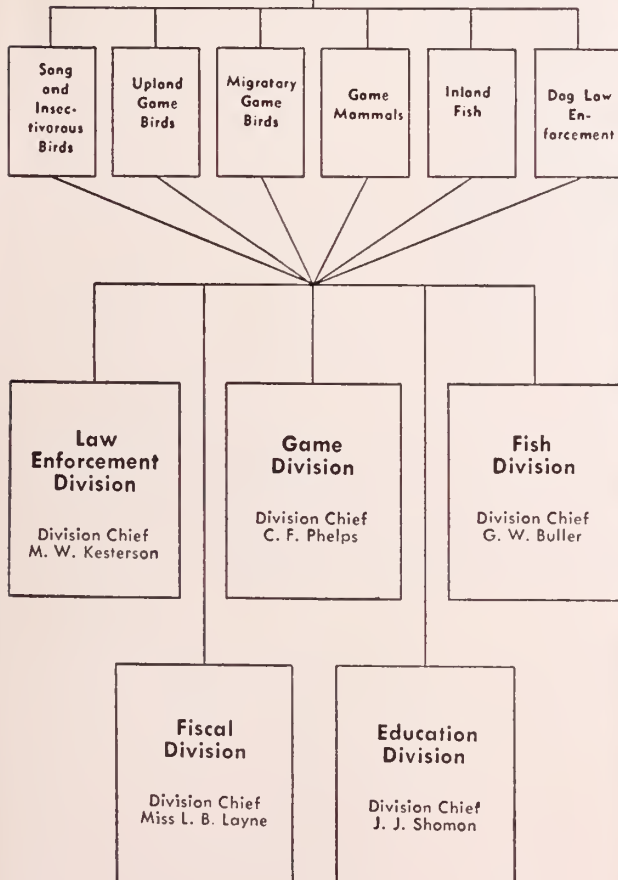 Song
and
Insec-
tivorous
Birds
Upland
Game
Birds
Migratory
Game
Birds
Game
Mammals
Inland
Fish
Dog Law
En-
forcement
Law
Enforcement
Division
Division Chief
M. W. Kesterson
Game
Division
Division Chief
C. F. Phelps
Fish
Division
Division Chief
G. W. Buller
Fiscal
Division
Division Chief
Miss L. B. Layne
Education
Division
Division Chief
J. J. Shomon